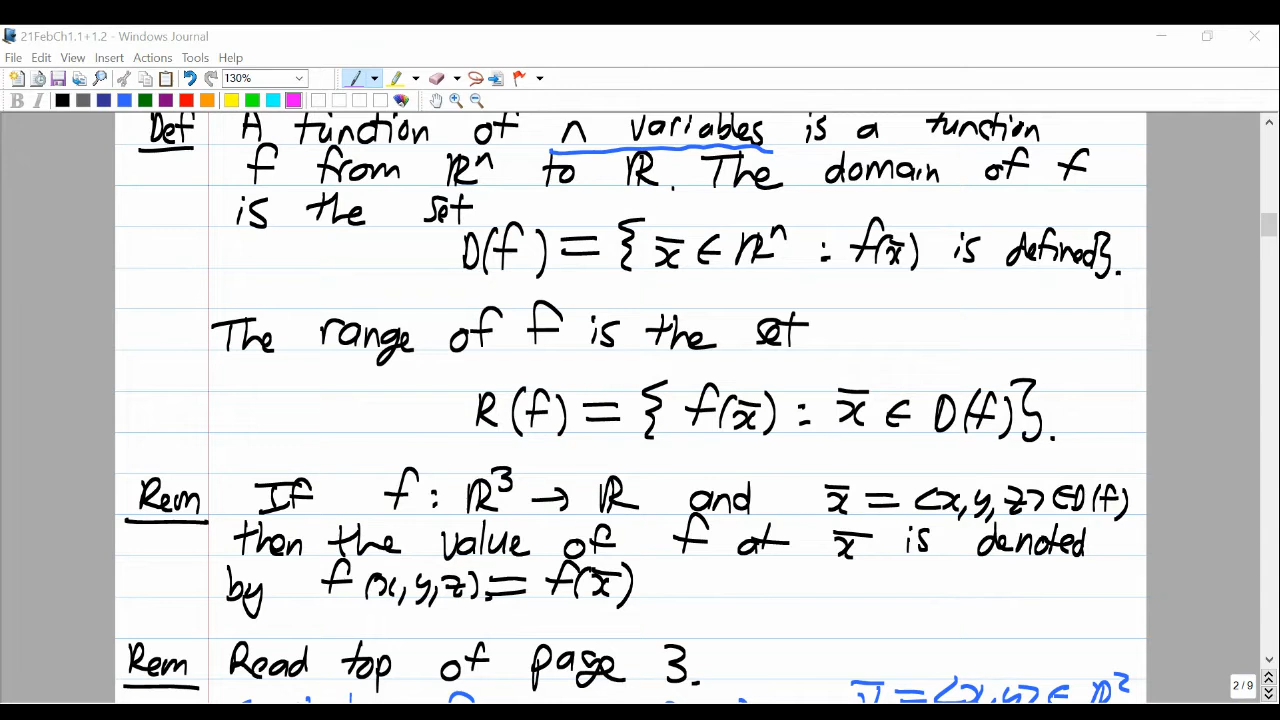 21FebCh1.1+1.2 - Windows Journal
File Edit View Insert Actions Tools Help
130%
B I
Def A function of n variables is a function
f from ℝⁿ to ℝ. The domain of f
is the set
D(f) = { x̄ ∈ ℝⁿ : f(x̄) is defined}.
The range of f is the set
R(f) = { f(x̄) : x̄ ∈ D(f)}.
Rem If f : ℝ³ → ℝ and x̄ = <x,y,z> ∈ D(f)
then the value of f at x̄ is denoted
by f(x,y,z) = f(x̄)
Rem Read top of page 3.
= <x,y> ∈ ℝ²
2 / 9